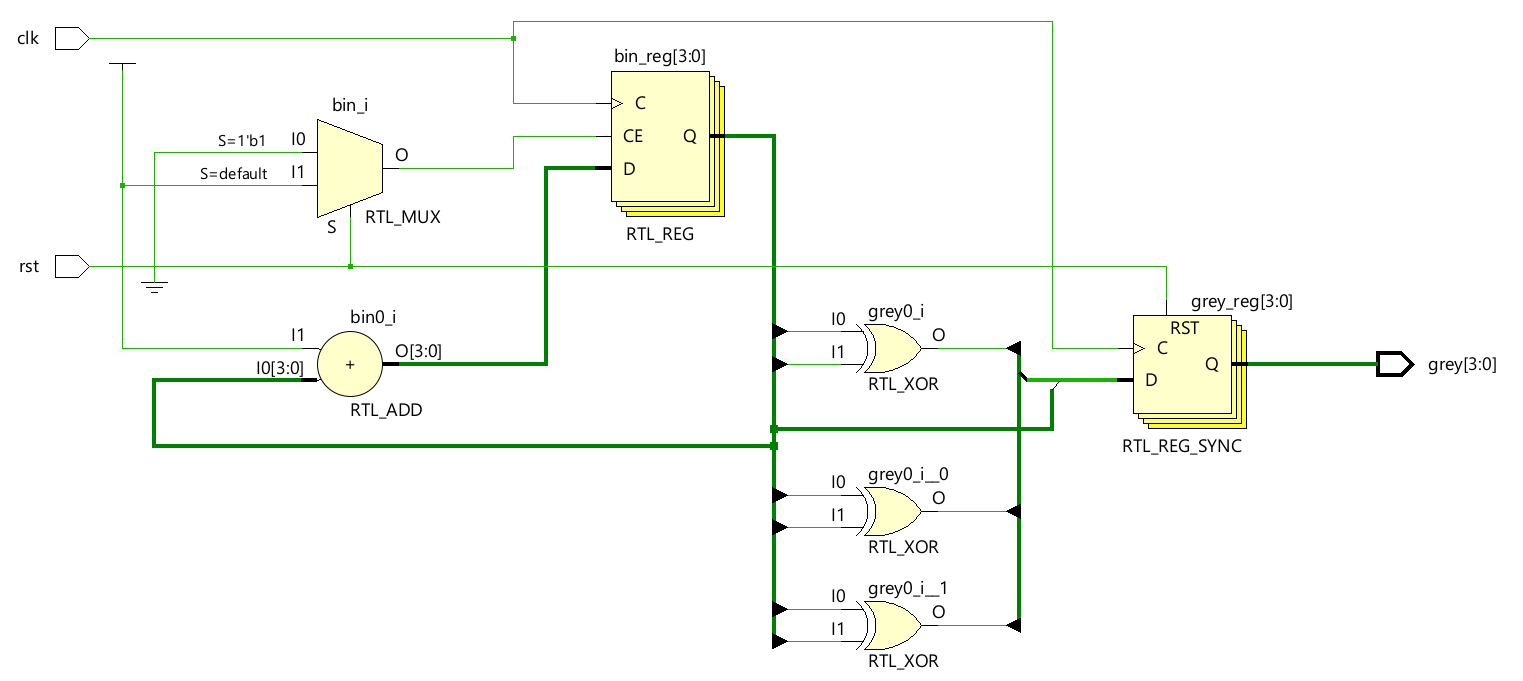 clk
bin_reg[3:0]
C
CE
Q
D
RTL_REG
bin_i
S=1'b1
I0
O
S=default
I1
S
RTL_MUX
rst
bin0_i
I1
O[3:0]
I0[3:0]
+
RTL_ADD
grey0_i
I0
O
I1
RTL_XOR
grey_reg[3:0]
RST
C
Q
D
RTL_REG_SYNC
grey[3:0]
grey0_i__0
I0
O
I1
RTL_XOR
grey0_i__1
I0
O
I1
RTL_XOR